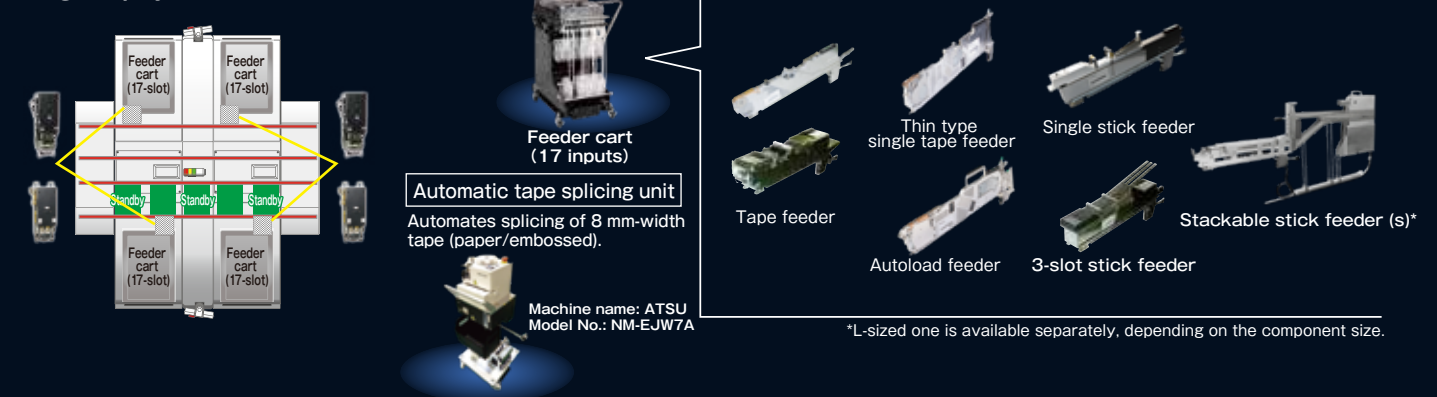 Feeder
cart
(17-slot)
Feeder
cart
(17-slot)
Standby
Standby
Standby
Feeder
cart
(17-slot)
Feeder
cart
(17-slot)
Feeder cart
(17 inputs)
Automatic tape splicing unit
Automates splicing of 8 mm-width
tape (paper/embossed).
Machine name: ATSU
Model No.: NM-EJW7A
Tape feeder
Thin type
single tape feeder
Autoload feeder
Single stick feeder
3-slot stick feeder
Stackable stick feeder (s)*
*L-sized one is available separately, depending on the component size.